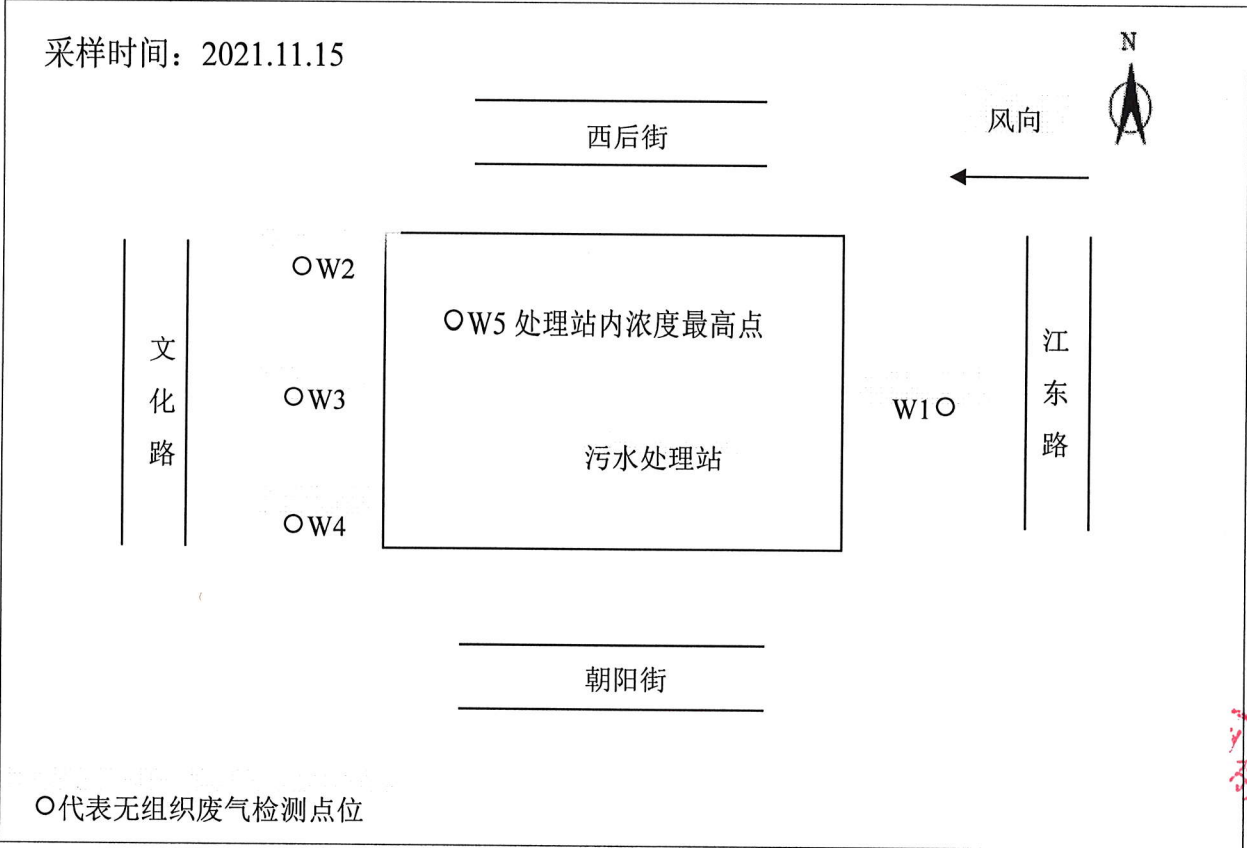 采样时间：2021.11.15
N
风向
西后街
W2
W5 处理站内浓度最高点
文化路
江东路
W3
W1
污水处理站
W4
朝阳街
代表无组织废气检测点位